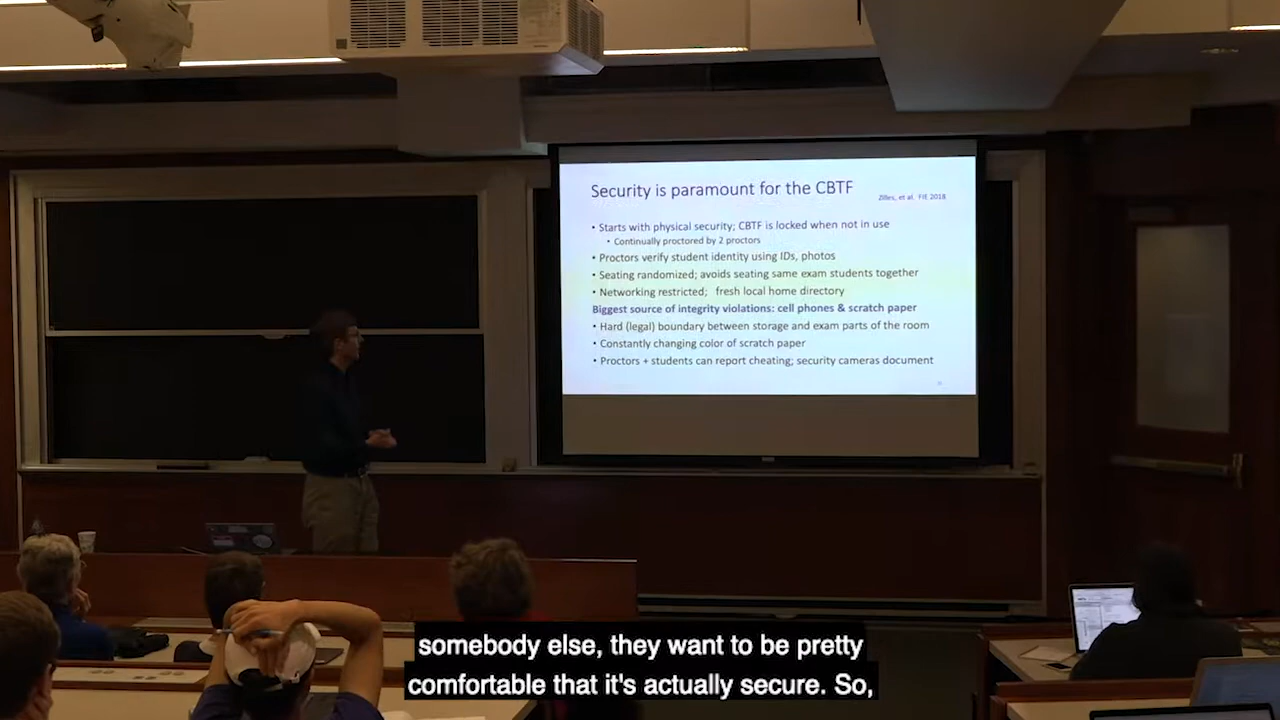 Security is paramount for the CBTF
Zilles, et al. FIE 2018
• Starts with physical security; CBTF is locked when not in use
• Continually proctored by 2 proctors
• Proctors verify student identity using IDs, photos
• Seating randomized; avoids seating same exam students together
• Networking restricted; fresh local home directory
Biggest source of integrity violations: cell phones & scratch paper
• Hard (legal) boundary between storage and exam parts of the room
• Constantly changing color of scratch paper
• Proctors + students can report cheating; security cameras document
somebody else, they want to be pretty
comfortable that it's actually secure. So,